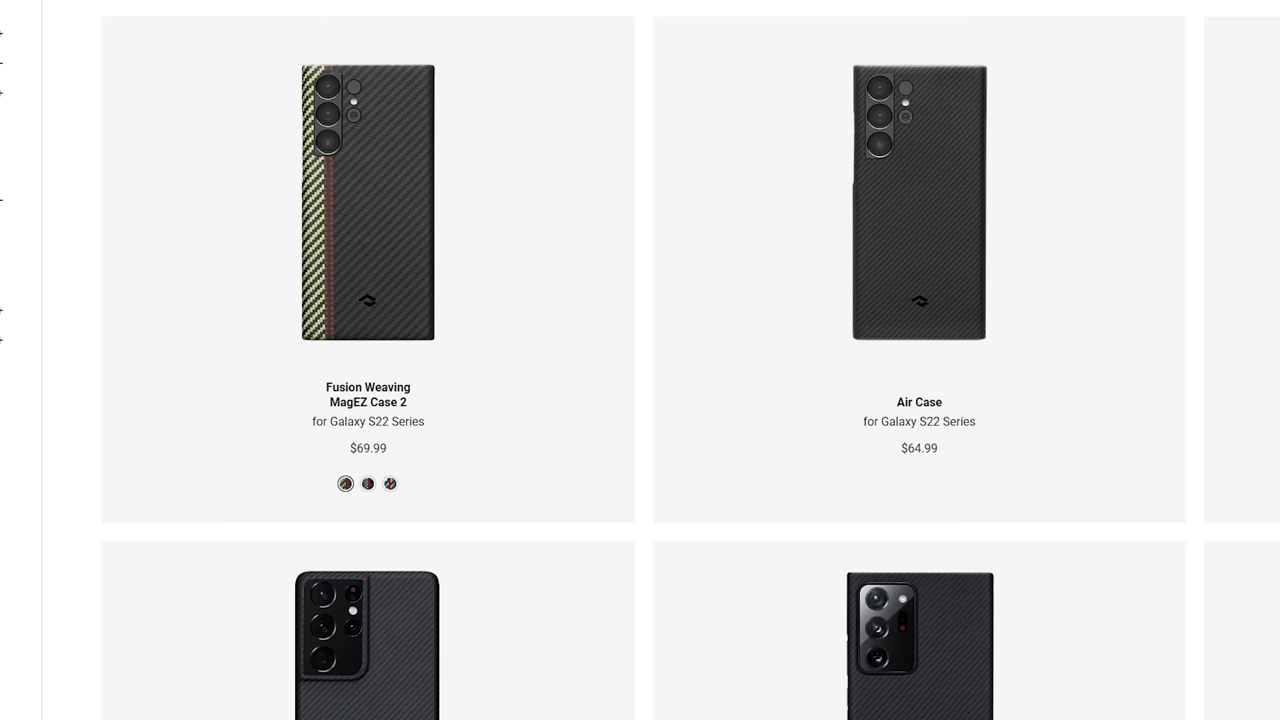 Fusion Weaving
MagEZ Case 2
for Galaxy S22 Series
$69.99
Air Case
for Galaxy S22 Series
$64.99